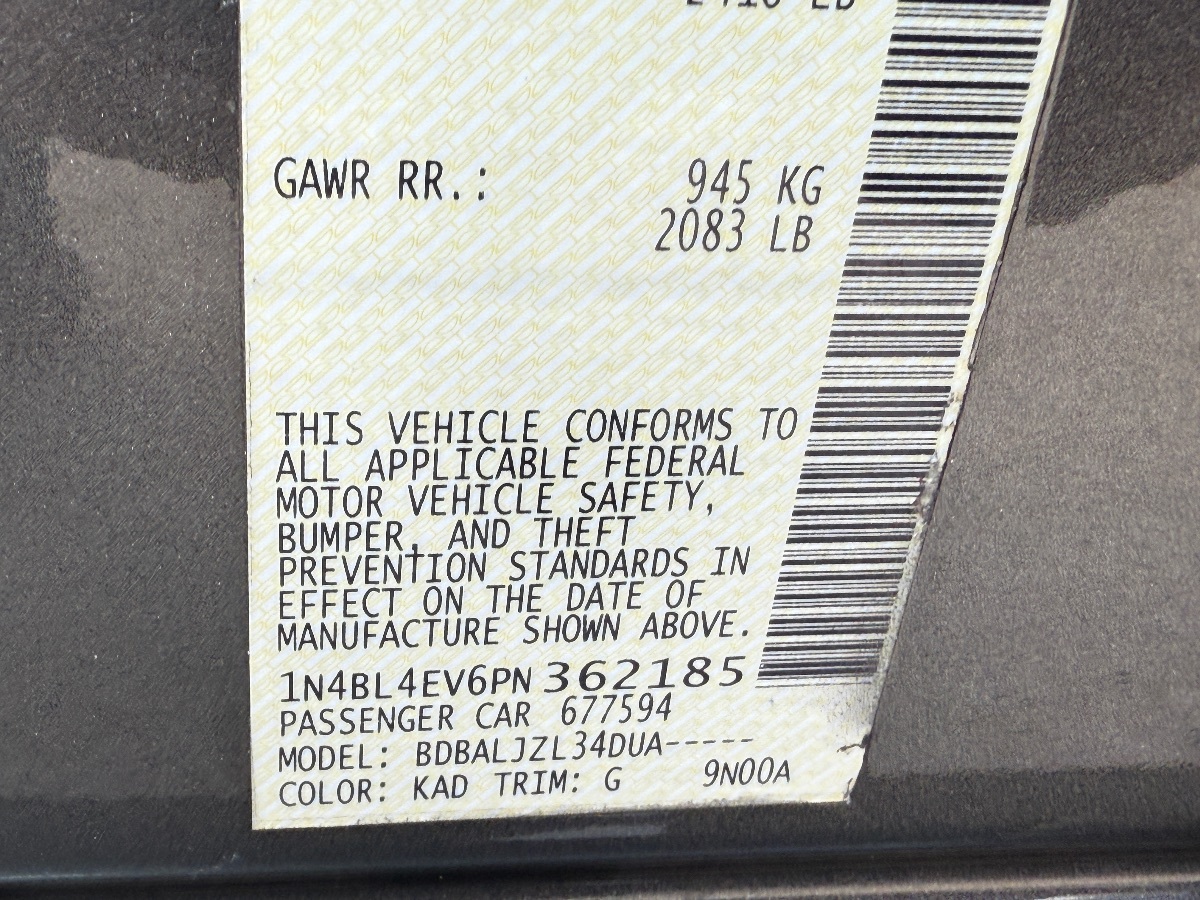 GAWR RR.: 945 KG
2083 LB
THIS VEHICLE CONFORMS TO
ALL APPLICABLE FEDERAL
MOTOR VEHICLE SAFETY,
BUMPER, AND THEFT
PREVENTION STANDARDS IN
EFFECT ON THE DATE OF
MANUFACTURE SHOWN ABOVE.
1N4BL4EV6PN362185
PASSENGER CAR 677594
MODEL: BDBALJZL34DUA-----
COLOR: KAD TRIM: G 9N00A